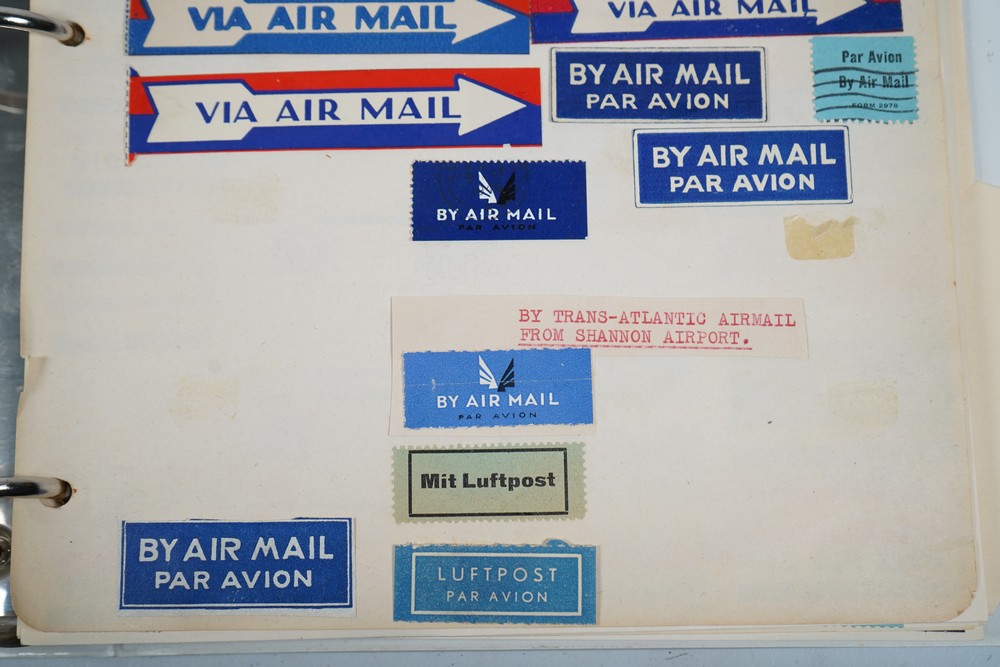 VIA AIR MAIL
VIA AIR MAIL
VIA AIR MAIL
BY AIR MAIL
PAR AVION
Par Avion
By Air Mail
FORM 2978
BY AIR MAIL
PAR AVION
BY AIR MAIL
PAR AVION
BY TRANS-ATLANTIC AIRMAIL
FROM SHANNON AIRPORT.
BY AIR MAIL
PAR AVION
Mit Luftpost
BY AIR MAIL
PAR AVION
LUFTPOST
PAR AVION